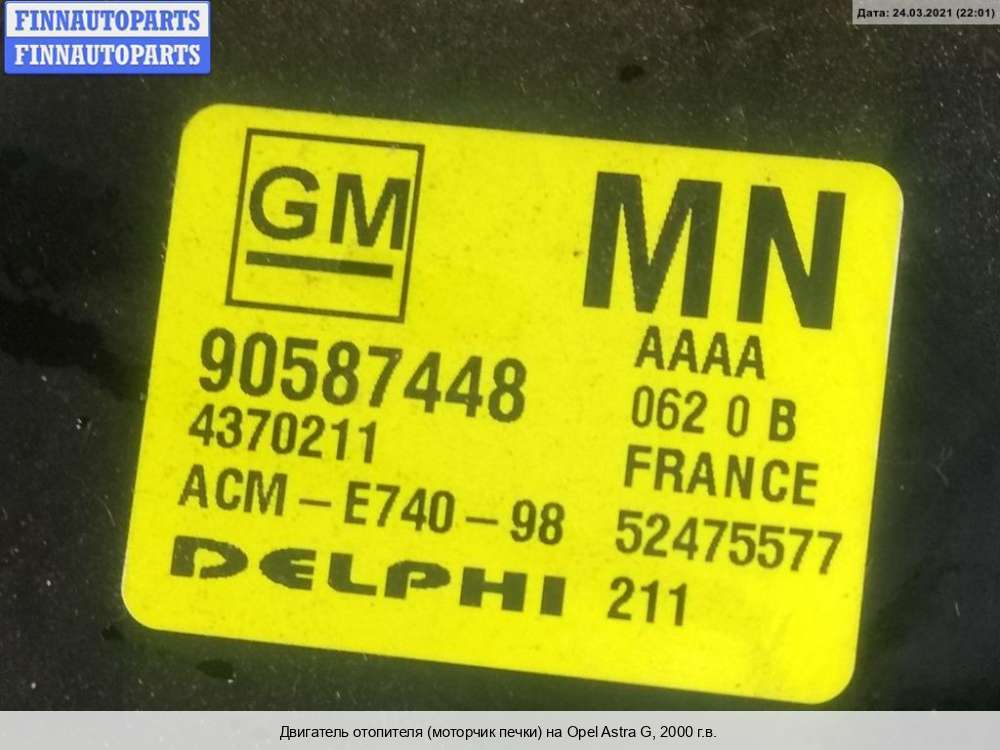 FINNAUTOPARTS
FINNAUTOPARTS
Дата: 24.03.2021 (22:01)
GM
MN
90587448
4370211
ACM - E740 - 98
DELPHI
AAAA
062 0 B
FRANCE
52475577
211
Двигатель отопителя (моторчик печки) на Opel Astra G, 2000 г.в.